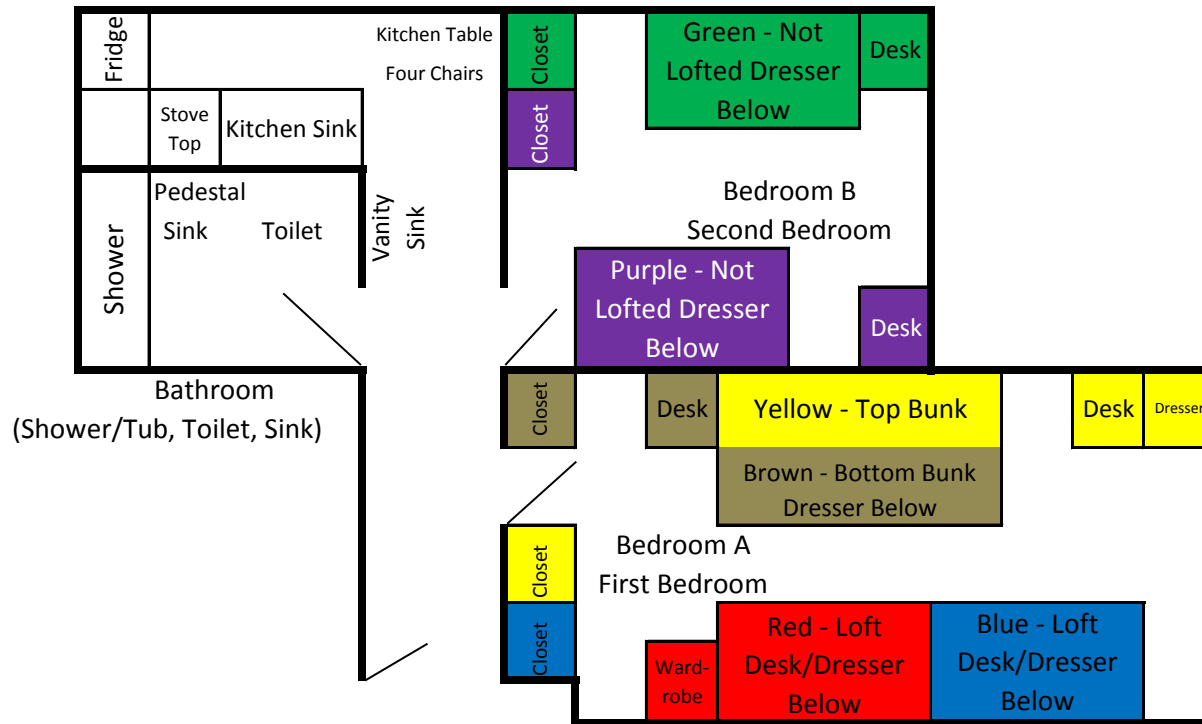 Fridge
Kitchen Table
Four Chairs
Closet
Green - Not
Lofted Dresser
Below
Desk
Stove
Top
Kitchen Sink
Closet
Shower
Pedestal
Sink
Toilet
Vanity
Sink
Bedroom B
Second Bedroom
Purple - Not
Lofted Dresser
Below
Desk
Bathroom
(Shower/Tub, Toilet, Sink)
Closet
Desk
Yellow - Top Bunk
Desk
Dresser
Brown - Bottom Bunk
Dresser Below
Closet
Bedroom A
First Bedroom
Closet
Ward-
robe
Red - Loft
Desk/Dresser
Below
Blue - Loft
Desk/Dresser
Below